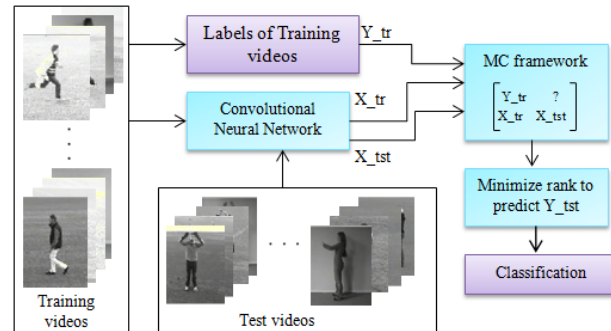 Labels of Training
videos
Y_tr
X_tr
X_tst
Convolutional
Neural Network
MC framework
Y_tr ?
X_tr X_tst
Minimize rank to
predict Y_tst
Classification
Training
videos
Test videos